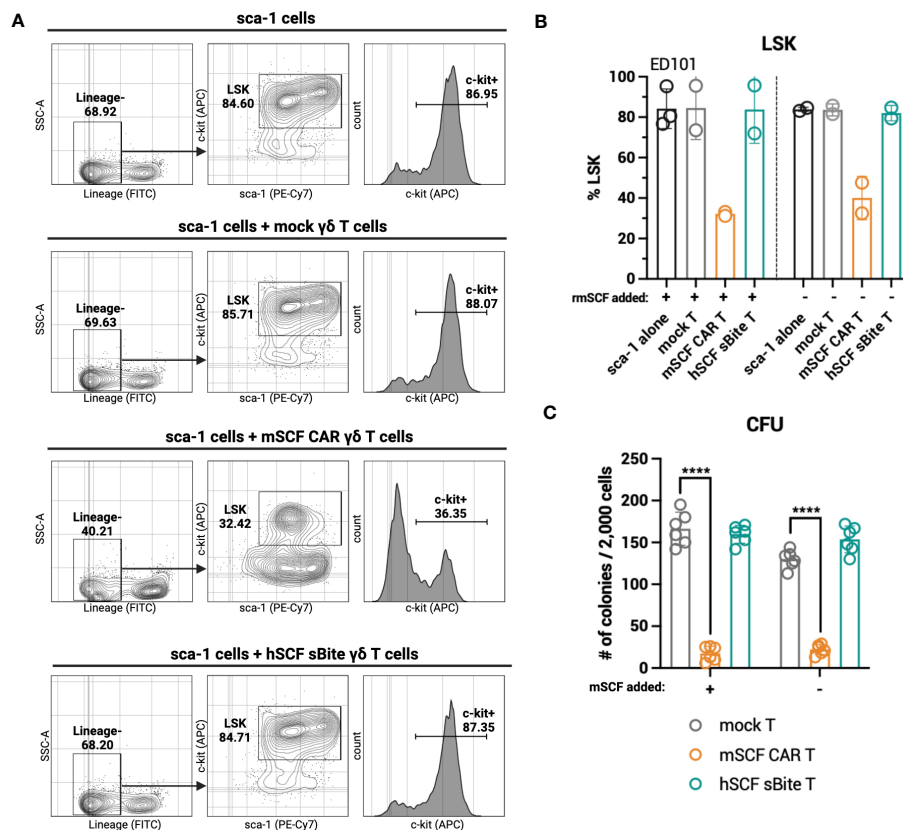 A
sca-1 cells
SSC-A
Lineage-
68.92
Lineage (FITC)
c-kit (APC)
LSK
84.60
sca-1 (PE-Cy7)
count
c-kit+
86.95
c-kit (APC)
sca-1 cells + mock γδ T cells
SSC-A
Lineage-
69.63
Lineage (FITC)
c-kit (APC)
LSK
85.71
sca-1 (PE-Cy7)
count
c-kit+
88.07
c-kit (APC)
sca-1 cells + mSCF CAR γδ T cells
SSC-A
Lineage-
40.21
Lineage (FITC)
c-kit (APC)
LSK
32.42
sca-1 (PE-Cy7)
count
c-kit+
36.35
c-kit (APC)
sca-1 cells + hSCF sBite γδ T cells
SSC-A
Lineage-
68.20
Lineage (FITC)
c-kit (APC)
LSK
84.71
sca-1 (PE-Cy7)
count
c-kit+
87.35
c-kit (APC)
B
LSK
ED101
% LSK
100
80
60
40
20
0
rmSCF added: + + + + - - - -
sca-1 alone
mock T
mSCF CAR T
hSCF sBite T
sca-1 alone
mock T
mSCF CAR T
hSCF sBite T
C
CFU
# of colonies / 2,000 cells
250
200
150
100
50
0
****
****
mSCF added: + -
mock T
mSCF CAR T
hSCF sBite T